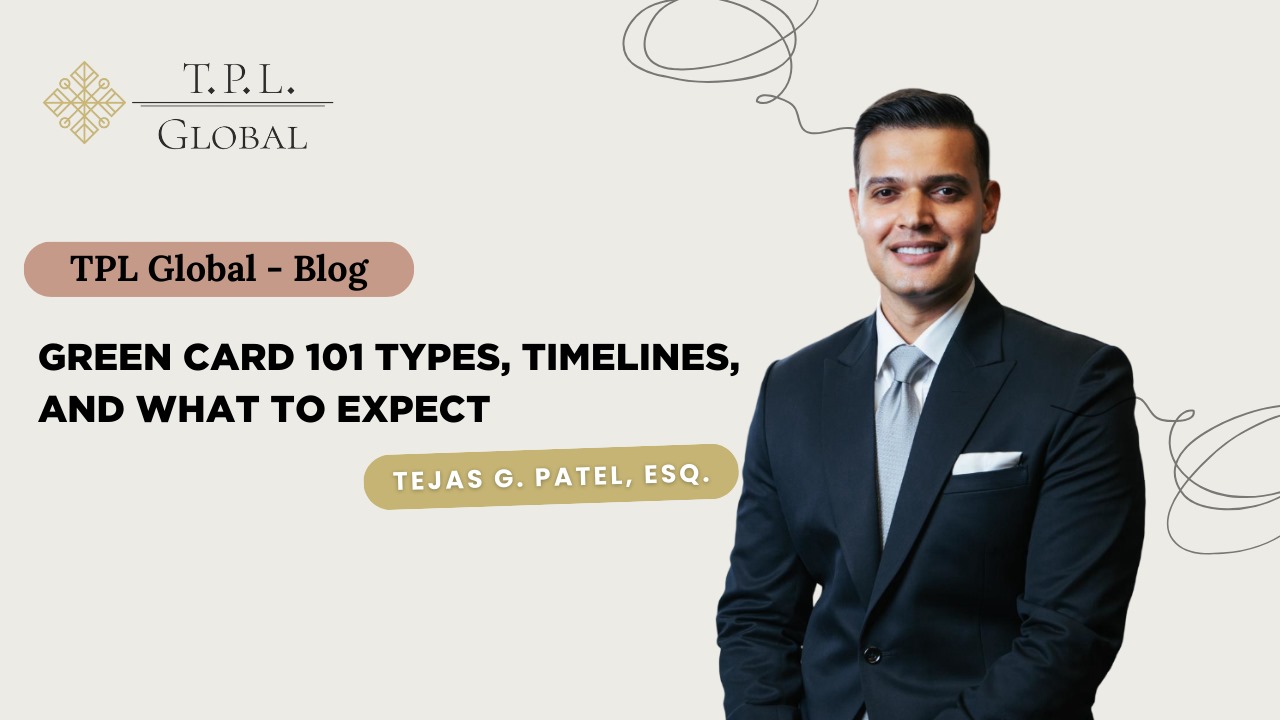 T.P.L.
GLOBAL
TPL Global - Blog
GREEN CARD 101 TYPES, TIMELINES,
AND WHAT TO EXPECT
TEJAS G. PATEL, ESQ.